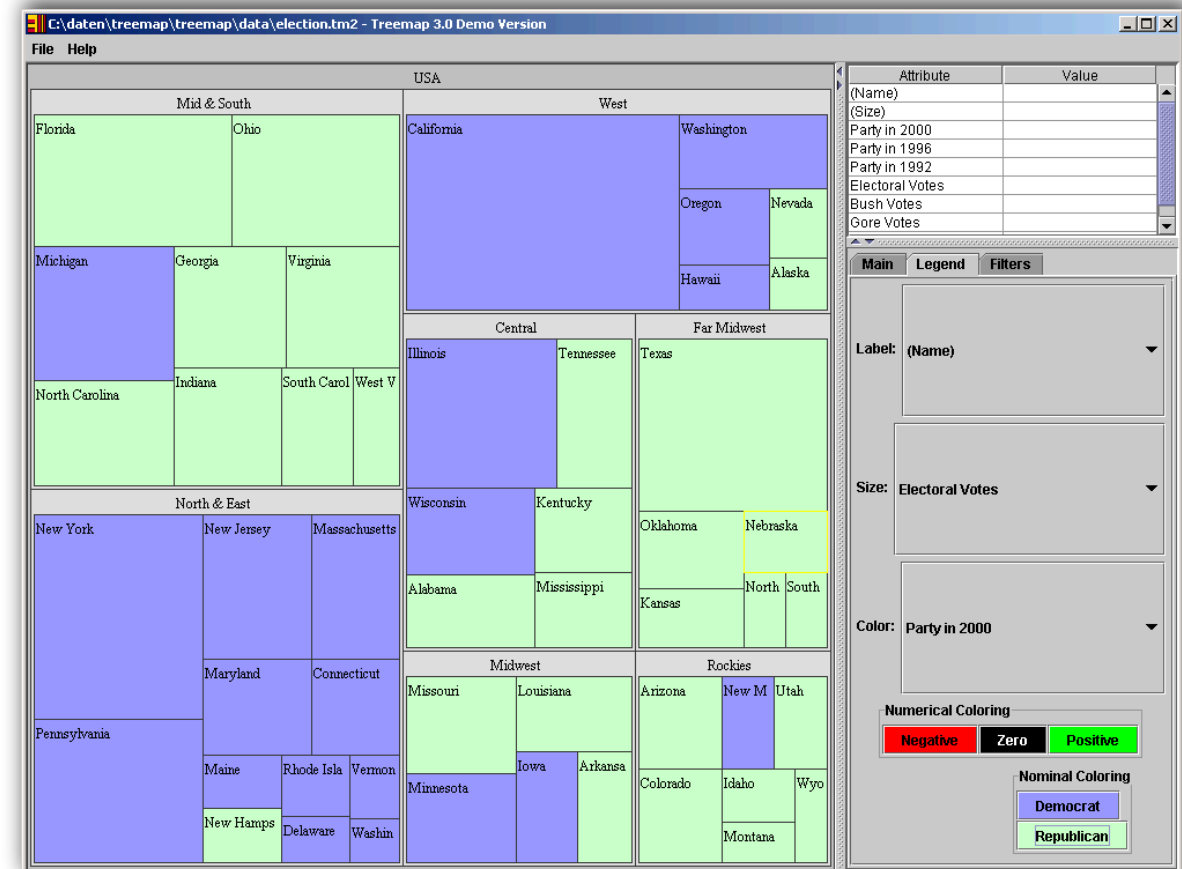 C:\daten\treemap\treemap\data\election.tm2 - Treemap 3.0 Demo Version
File Help
USA
Mid & South
Florida
Ohio
Michigan
Georgia
Virginia
North Carolina
Indiana
South Carol
West V
North & East
New York
New Jersey
Massachusetts
Maryland
Connecticut
Pennsylvania
Maine
Rhode Isla
Vermon
New Hamps
Delaware
Washin
West
California
Washington
Oregon
Nevada
Hawaii
Alaska
Central
Illinois
Tennessee
Wisconsin
Kentucky
Alabama
Mississippi
Far Midwest
Texas
Oklahoma
Nebraska
Kansas
North
South
Midwest
Missouri
Louisiana
Minnesota
Iowa
Arkansa
Rockies
Arizona
New M
Utah
Colorado
Idaho
Wyo
Montana
Attribute Value
(Name)
(Size)
Party in 2000
Party in 1996
Party in 1992
Electoral Votes
Bush Votes
Gore Votes
Main Legend Filters
Label: (Name)
Size: Electoral Votes
Color: Party in 2000
Numerical Coloring
Negative Zero Positive
Nominal Coloring
Democrat
Republican